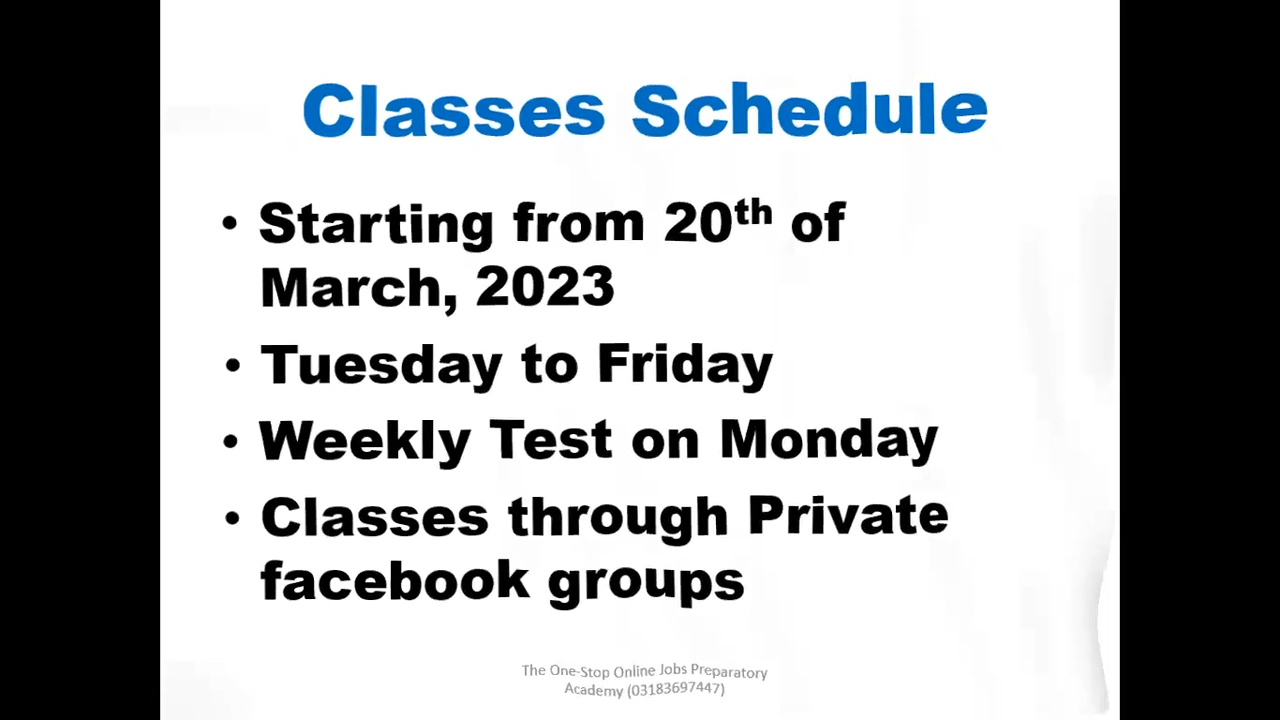 Classes Schedule
• Starting from 20th of
March, 2023
• Tuesday to Friday
• Weekly Test on Monday
• Classes through Private
facebook groups
The One-Stop Online Jobs Preparatory
Academy (03183697447)